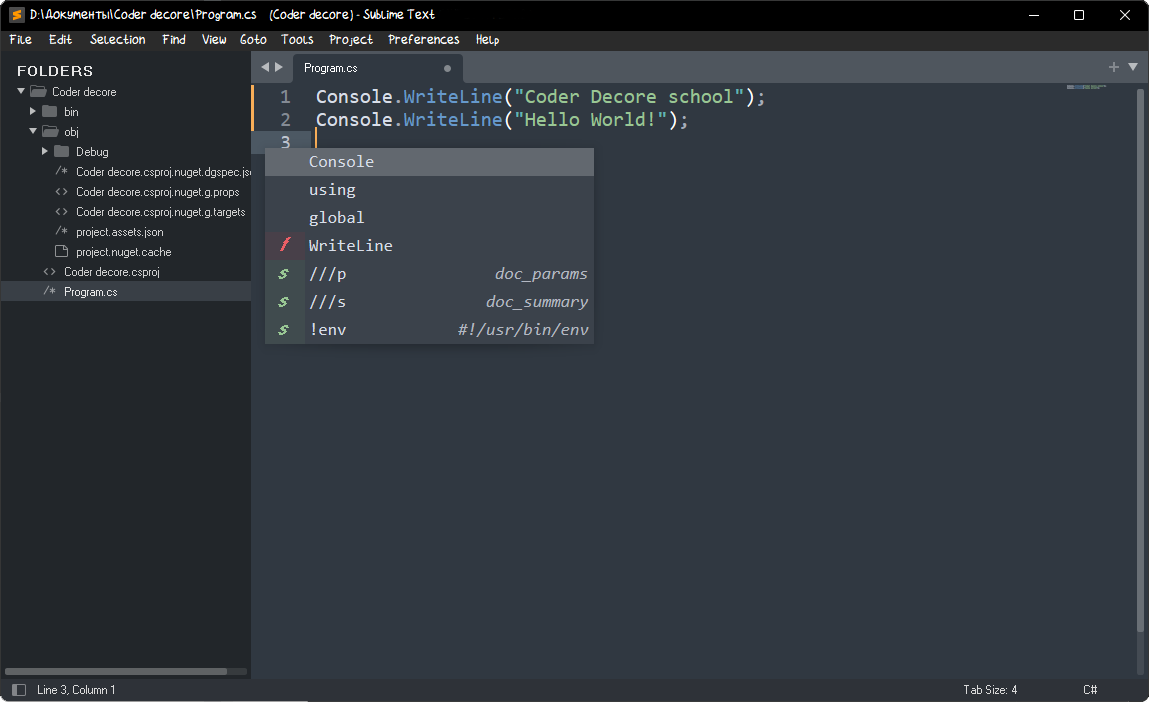 D:\Документы\Coder decore\Program.cs (Coder decore) - Sublime Text
File Edit Selection Find View Goto Tools Project Preferences Help
FOLDERS
Coder decore
bin
obj
Debug
Coder decore.csproj.nuget.dgspec.js
Coder decore.csproj.nuget.g.props
Coder decore.csproj.nuget.g.targets
project.assets.json
project.nuget.cache
Coder decore.csproj
Program.cs
Program.cs
1 Console.WriteLine("Coder Decore school");
2 Console.WriteLine("Hello World!");
3
Console
using
global
f WriteLine
s ///p doc_params
s ///s doc_summary
s !env #!/usr/bin/env
Line 3, Column 1 Tab Size: 4 C#